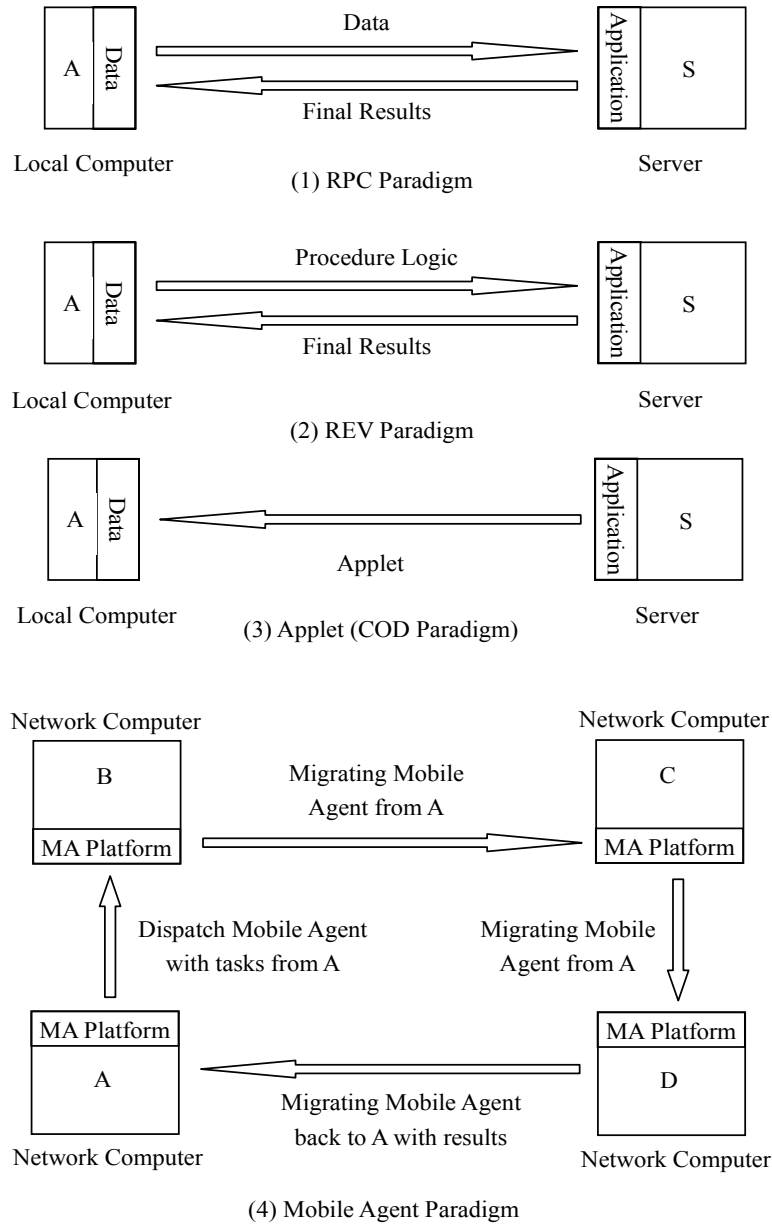 Data
A
Data
Application
S
Final Results
Local Computer
Server
(1) RPC Paradigm
Procedure Logic
A
Data
Application
S
Final Results
Local Computer
Server
(2) REV Paradigm
A
Data
Application
S
Applet
Local Computer
Server
(3) Applet (COD Paradigm)
Network Computer
Network Computer
B
Migrating Mobile
Agent from A
C
MA Platform
MA Platform
Dispatch Mobile Agent
with tasks from A
Migrating Mobile
Agent from A
MA Platform
MA Platform
A
D
Migrating Mobile Agent
back to A with results
Network Computer
Network Computer
(4) Mobile Agent Paradigm